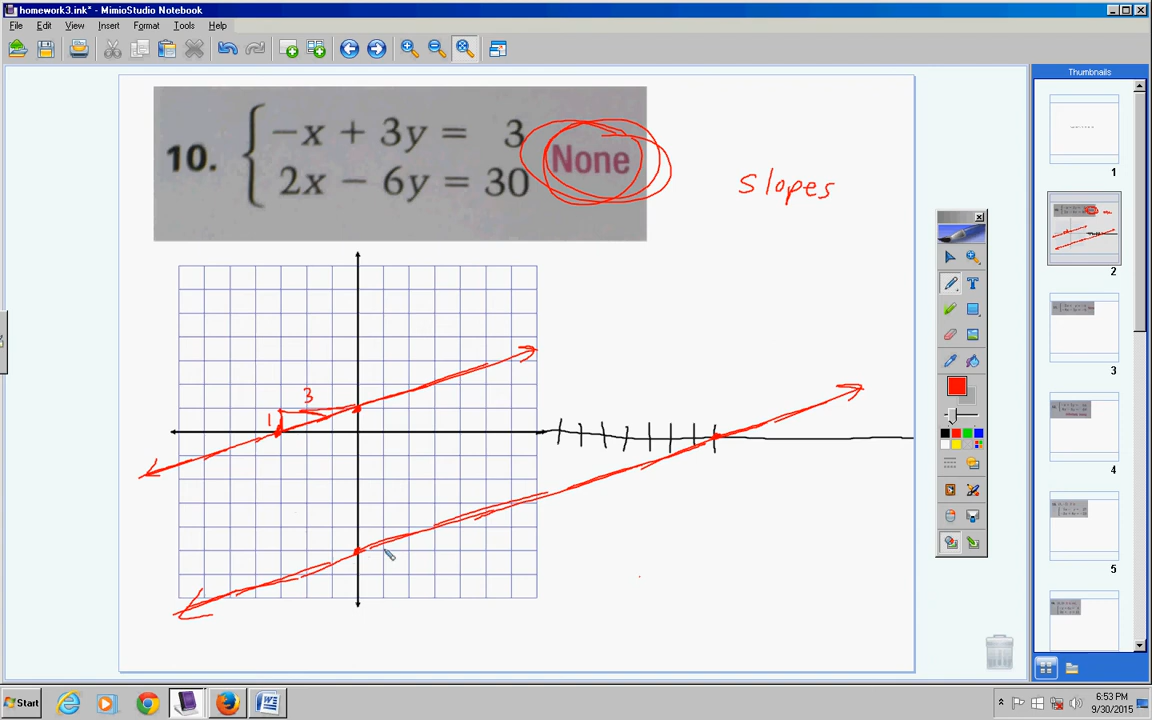 homework3.ink* - MimioStudio Notebook
File Edit View Insert Format Tools Help
Thumbnails
10. { -x + 3y = 3
2x - 6y = 30
None
slopes
3
1
1
2
3
4
5
Start
6:53 PM
9/30/2015